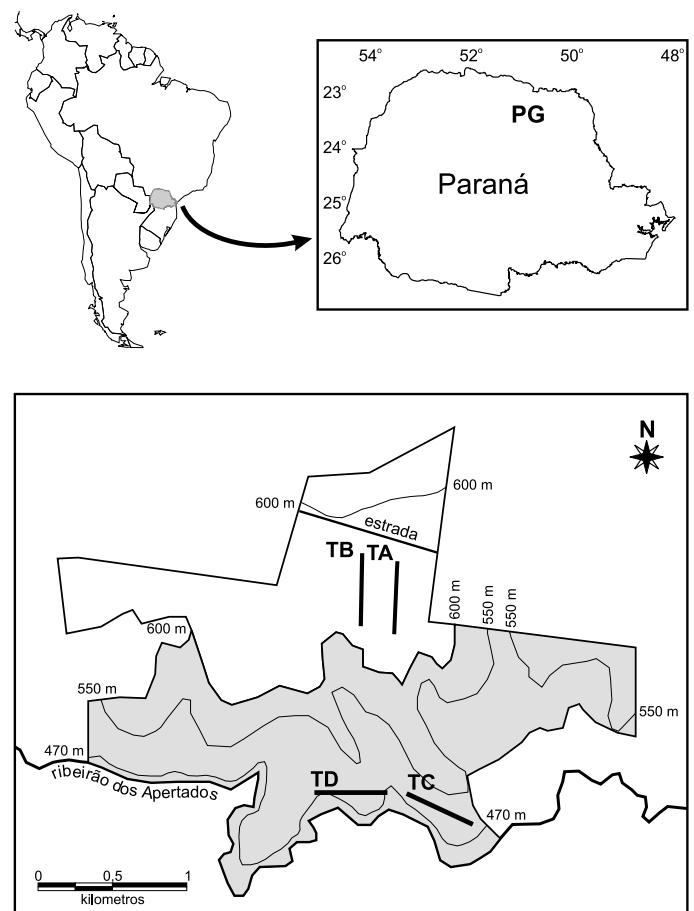 54° 52° 50° 48°
23°
PG
24°
Paraná
25°
26°
N
600 m
600 m
estrada
TB TA
600 m
550 m
550 m
600 m
550 m
550 m
470 m
ribeirão dos Apertados
TD
TC
470 m
0 0,5 1
kilometros